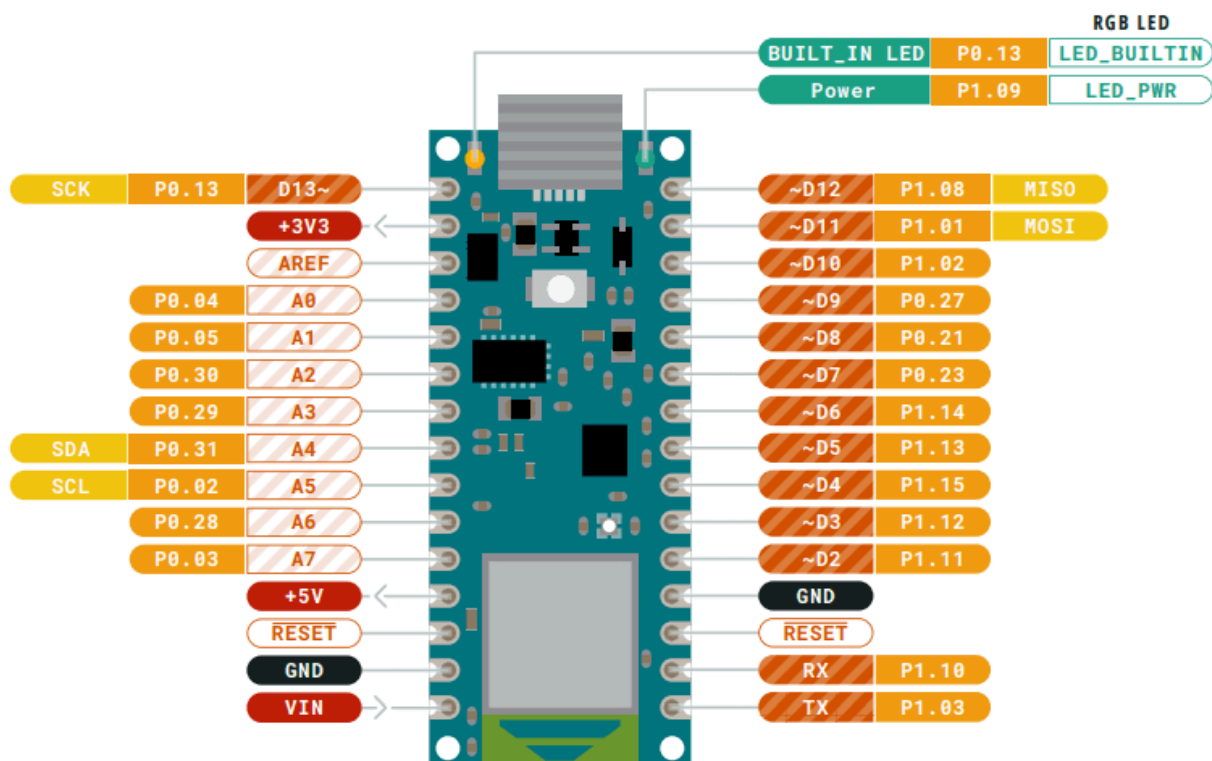 RGB LED
BUILT_IN LED P0.13 LED_BUILTIN
Power P1.09 LED_PWR
SCK P0.13 D13~ ~D12 P1.08 MISO
+3V3 ~D11 P1.01 MOSI
AREF ~D10 P1.02
P0.04 A0 ~D9 P0.27
P0.05 A1 ~D8 P0.21
P0.30 A2 ~D7 P0.23
P0.29 A3 ~D6 P1.14
SDA P0.31 A4 ~D5 P1.13
SCL P0.02 A5 ~D4 P1.15
P0.28 A6 ~D3 P1.12
P0.03 A7 ~D2 P1.11
+5V GND
RESET RESET
GND RX P1.10
VIN TX P1.03